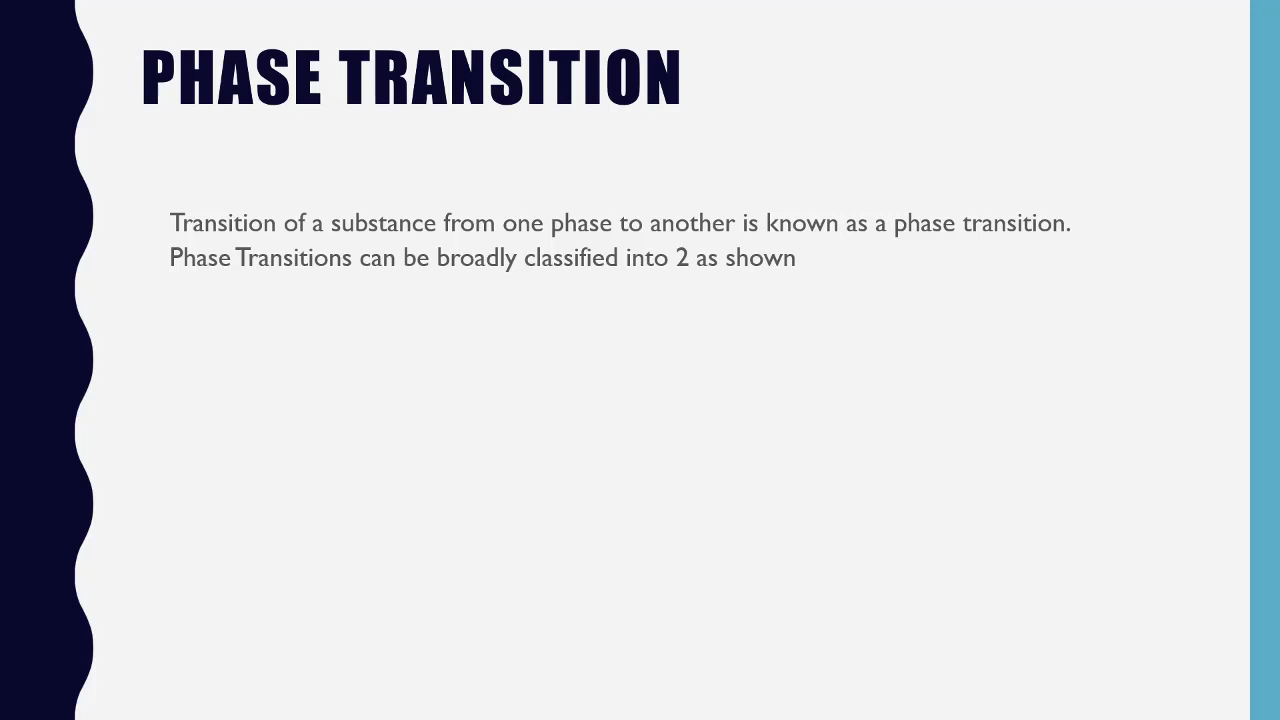 PHASE TRANSITION
Transition of a substance from one phase to another is known as a phase transition.
Phase Transitions can be broadly classified into 2 as shown